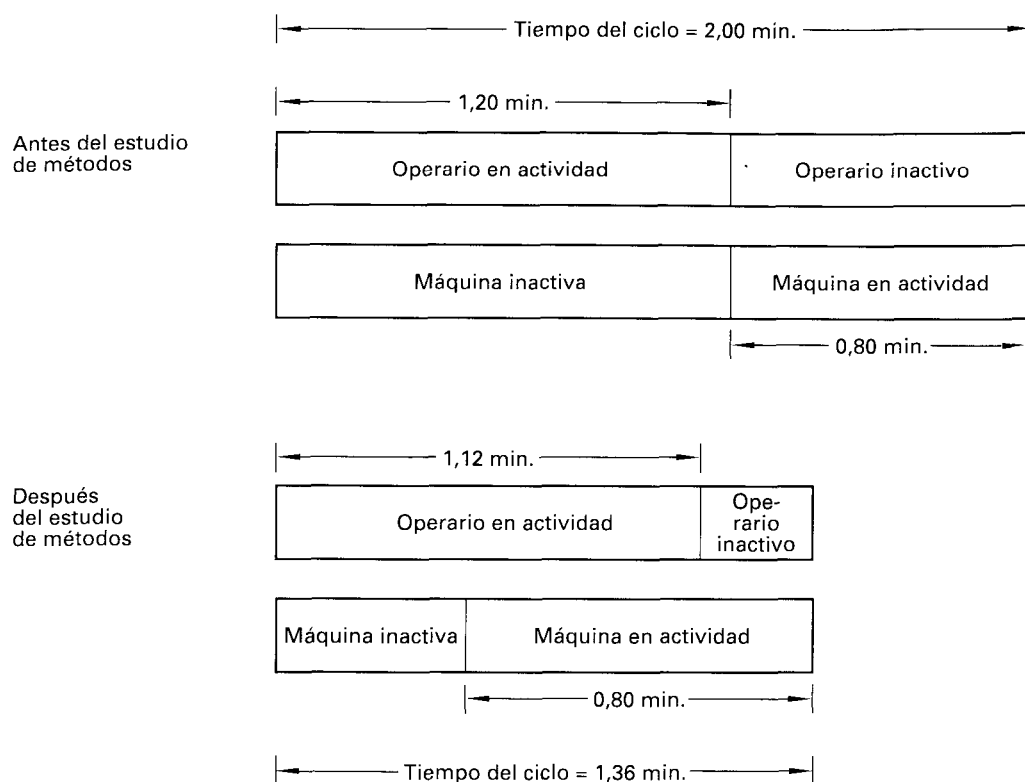 Tiempo del ciclo = 2,00 min.
1,20 min.
Antes del estudio
de métodos
Operario en actividad
Operario inactivo
Máquina inactiva
Máquina en actividad
0,80 min.
1,12 min.
Después
del estudio
de métodos
Operario en actividad
Ope-
rario
inactivo
Máquina inactiva
Máquina en actividad
0,80 min.
Tiempo del ciclo = 1,36 min.